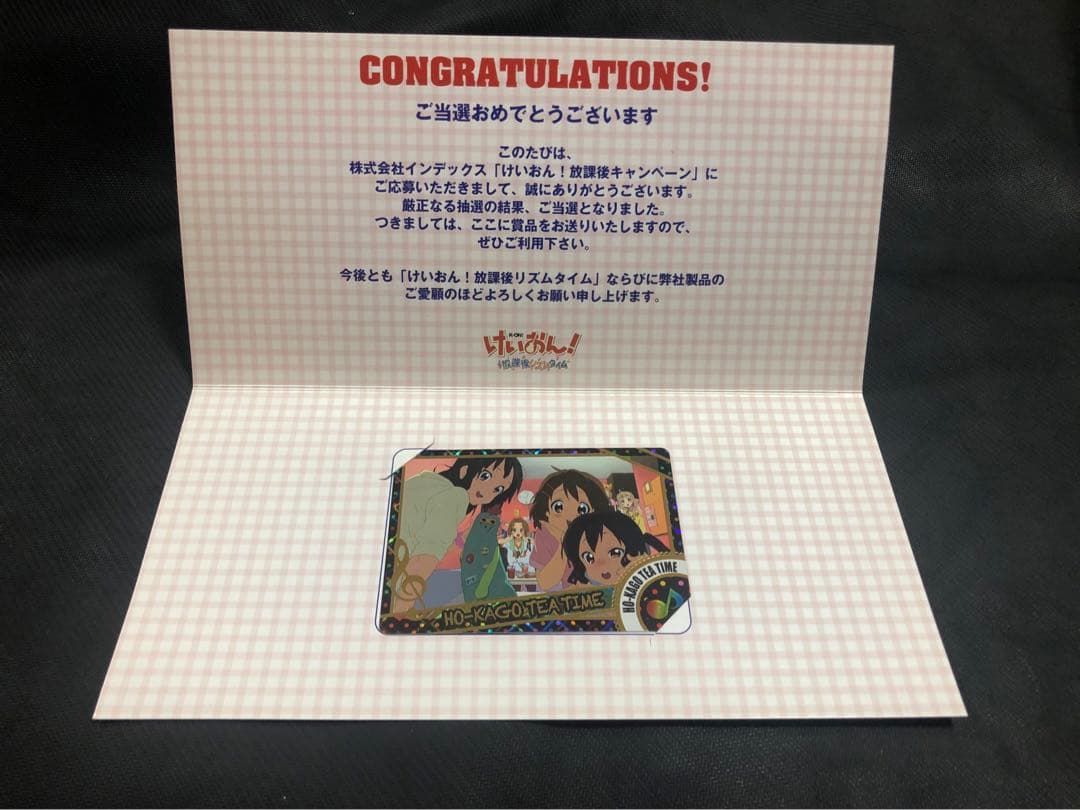 CONGRATULATIONS!
ご当選おめでとうございます
このたびは、
株式会社インデックス「けいおん！放課後キャンペーン」に
ご応募いただきまして、誠にありがとうございます。
厳正なる抽選の結果、ご当選となりました。
つきましては、ここに賞品をお送りいたしますので、
ぜひご利用下さい。
今後とも「けいおん！放課後リズムタイム」ならびに弊社製品の
ご愛顧のほどよろしくお願い申し上げます。
K-ON!
けいおん!
放課後リズムタイム
HO-KAGO TEA TIME
HO-KAGO TEA TIME